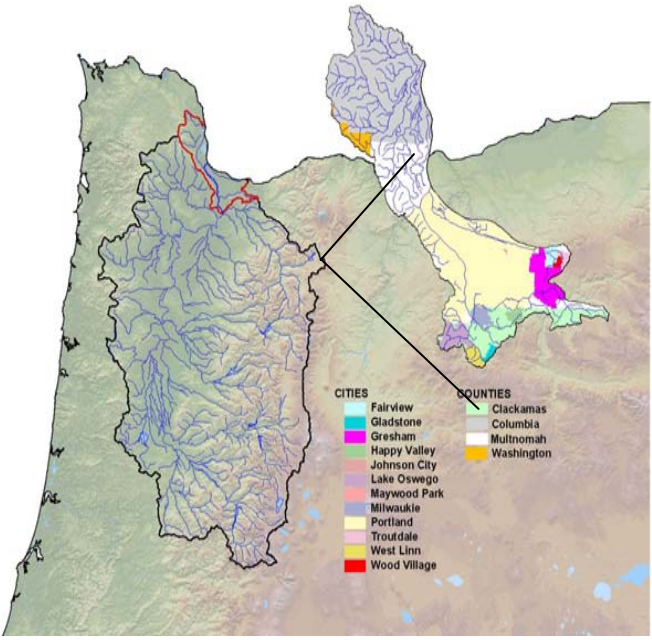 CITIES
Fairview
Gladstone
Gresham
Happy Valley
Johnson City
Lake Oswego
Maywood Park
Milwaukie
Portland
Troutdale
West Linn
Wood Village
COUNTIES
Clackamas
Columbia
Multnomah
Washington